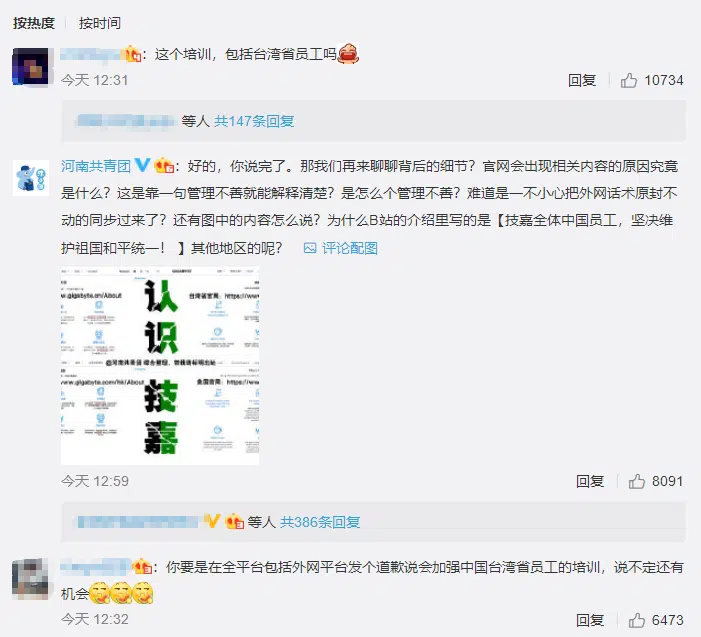 按热度 按时间
：这个培训，包括台湾省员工吗
今天 12:31 回复 10734
等人 共147条回复
河南共青团 ：好的，你说完了。那我们再来聊聊背后的细节？官网会出现相关内容的原因究竟
是什么？这是靠一句管理不善就能解释清楚？是怎么个管理不善？难道是一不小心把外网话术原封不
动的同步过来了？还有图中的内容怎么说？为什么B站的介绍里写的是【技嘉全体中国员工，坚决维
护祖国和平统一！ 】其他地区的呢？ 评论配图
ww.gigabyte.cn/About
台湾省官网：https://ww
认
识
@河南共青团 综合整理，转载请标明出处
ww.gigabyte.com/hk/About
美国官网：https://ww
技
嘉
今天 12:59 回复 8091
等人 共386条回复
：你要是在全平台包括外网平台发个道歉说会加强中国台湾省员工的培训，说不定还有
机会
今天 12:32 回复 6473